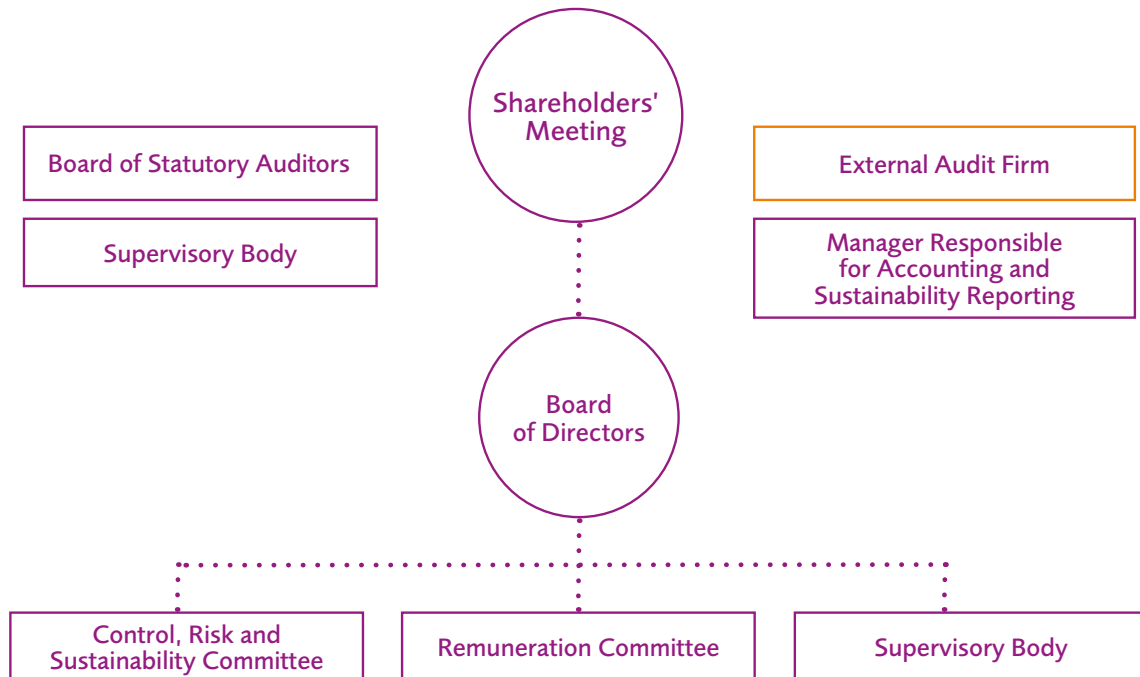 Shareholders'
Meeting
Board of Statutory Auditors
External Audit Firm
Supervisory Body
Manager Responsible
for Accounting and
Sustainability Reporting
Board
of Directors
Control, Risk and
Sustainability Committee
Remuneration Committee
Supervisory Body